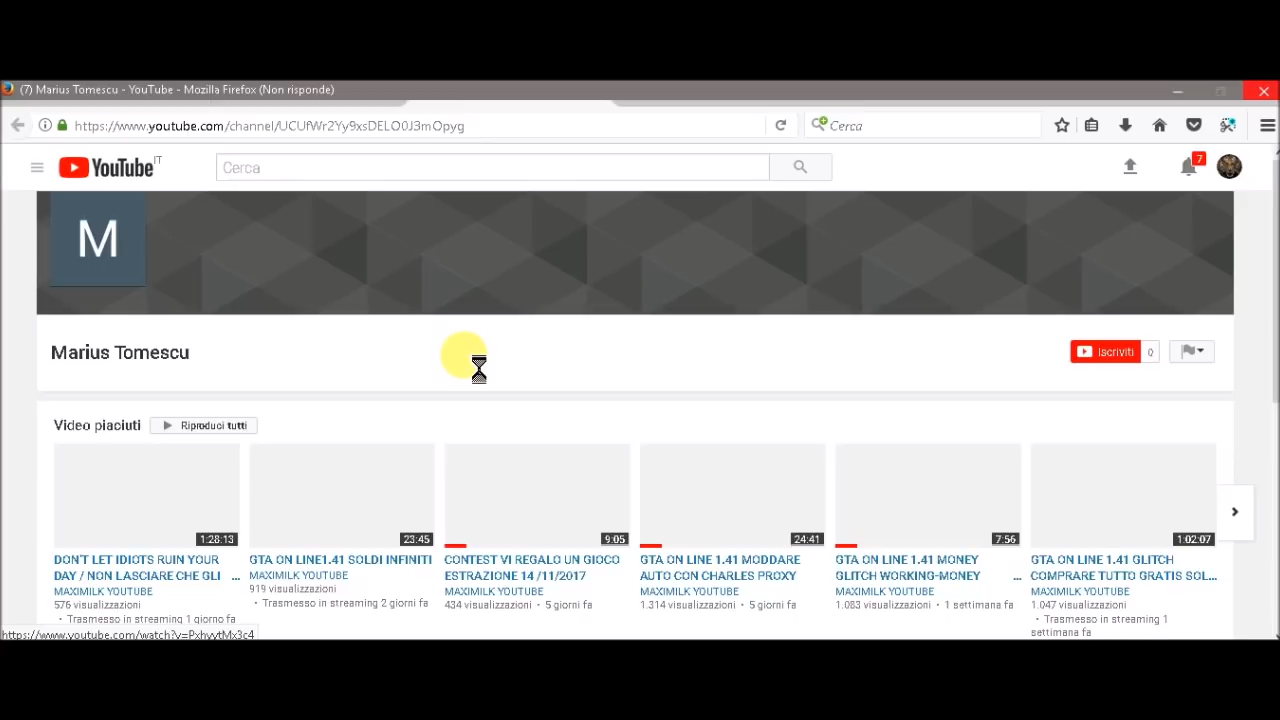 (7) Marius Tomescu - YouTube - Mozilla Firefox (Non risponde)
https://www.youtube.com/channel/UCUfWr2Yy9xsDELO0J3mOpyg
Cerca
YouTube IT
Cerca
7
M
Marius Tomescu
Iscriviti 0
Video piaciuti
Riproduci tutti
1:28:13
23:45
9:05
24:41
7:56
1:02:07
DON'T LET IDIOTS RUIN YOUR
DAY / NON LASCIARE CHE GLI ...
MAXIMILK YOUTUBE
576 visualizzazioni
• Trasmesso in streaming 1 giorno fa
GTA ON LINE1.41 SOLDI INFINITI
MAXIMILK YOUTUBE
919 visualizzazioni
• Trasmesso in streaming 2 giorni fa
CONTEST VI REGALO UN GIOCO
ESTRAZIONE 14 /11/2017
MAXIMILK YOUTUBE
434 visualizzazioni • 5 giorni fa
GTA ON LINE 1.41 MODDARE
AUTO CON CHARLES PROXY
MAXIMILK YOUTUBE
1.314 visualizzazioni • 5 giorni fa
GTA ON LINE 1.41 MONEY
GLITCH WORKING-MONEY ...
MAXIMILK YOUTUBE
1.083 visualizzazioni • 1 settimana fa
GTA ON LINE 1.41 GLITCH
COMPRARE TUTTO GRATIS SOL...
MAXIMILK YOUTUBE
1.047 visualizzazioni
• Trasmesso in streaming 1
settimana fa
https://www.youtube.com/watch?v=PxhyytMx3c4